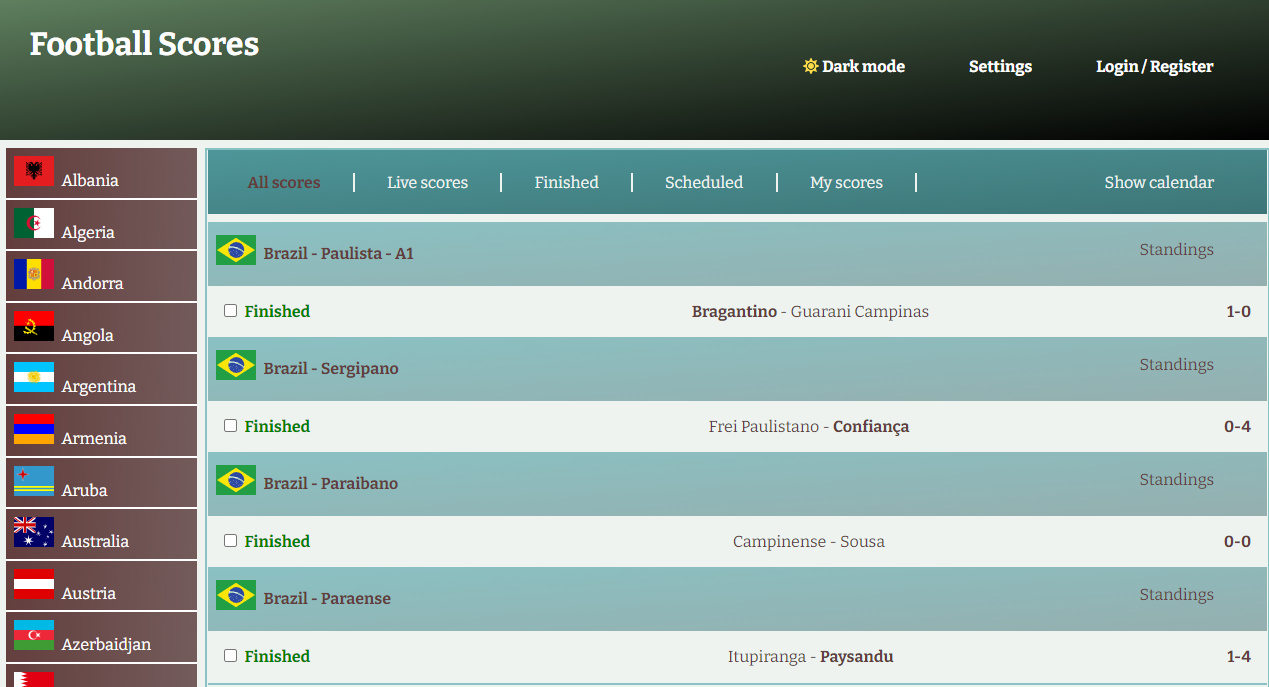 Football Scores
Dark mode
Settings
Login / Register
Albania
Algeria
Andorra
Angola
Argentina
Armenia
Aruba
Australia
Austria
Azerbaidjan
All scores
Live scores
Finished
Scheduled
My scores
Show calendar
Brazil - Paulista - A1 Standings
Finished Bragantino - Guarani Campinas 1-0
Brazil - Sergipano Standings
Finished Frei Paulistano - Confiança 0-4
Brazil - Paraibano Standings
Finished Campinense - Sousa 0-0
Brazil - Paraense Standings
Finished Itupiranga - Paysandu 1-4